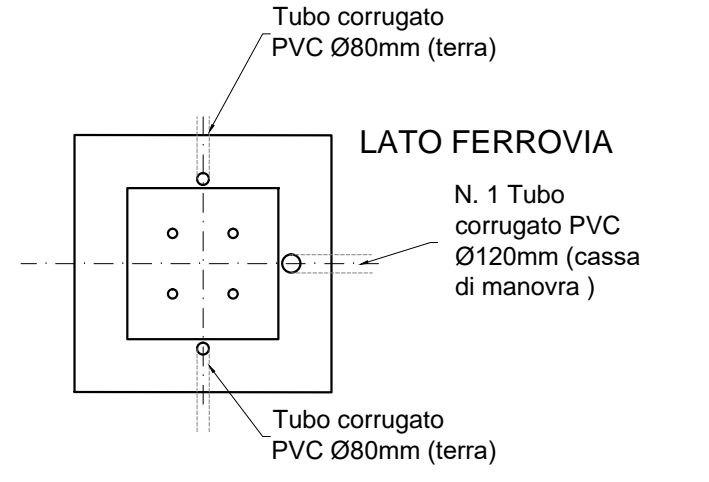 Tubo corrugato
PVC Ø80mm (terra)
LATO FERROVIA
N. 1 Tubo
corrugato PVC
Ø120mm (cassa
di manovra )
Tubo corrugato
PVC Ø80mm (terra)